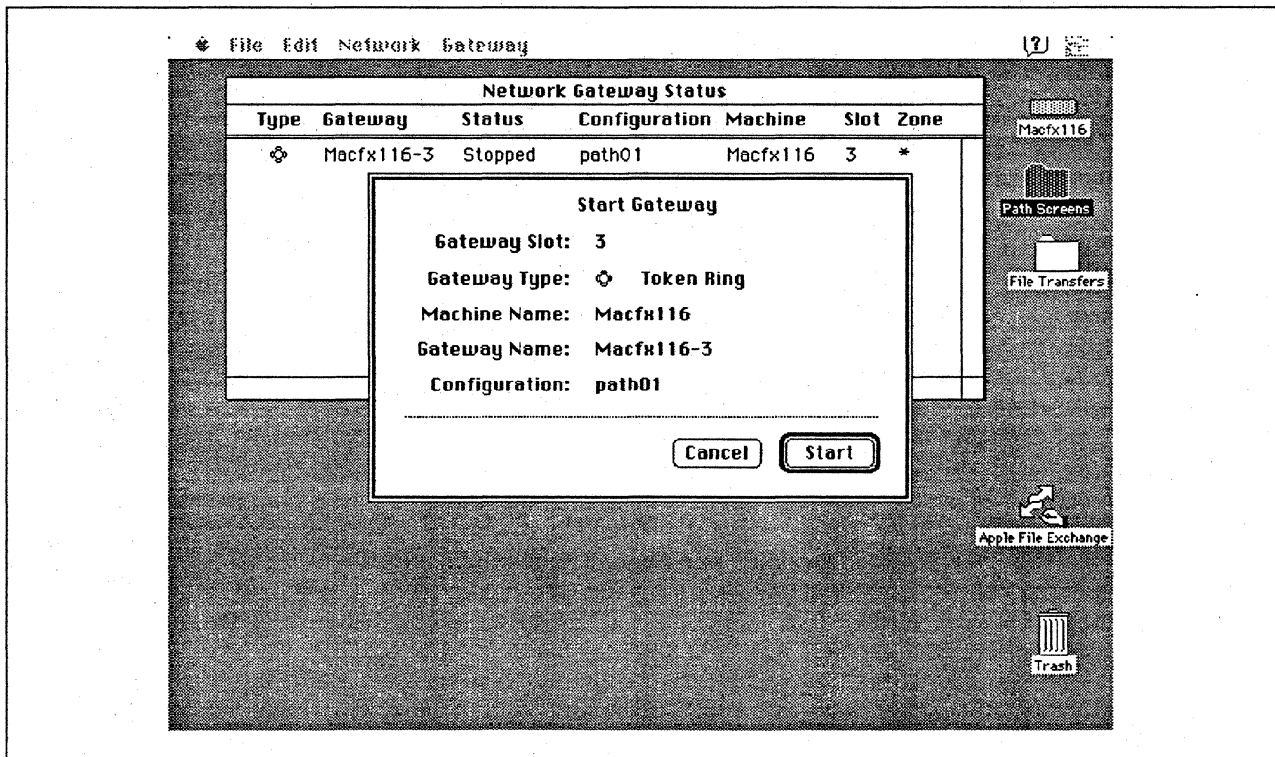 File Edit Network Gateway
Network Gateway Status
Type Gateway Status Configuration Machine Slot Zone
Macfx116-3 Stopped path01 Macfx116 3 *
Start Gateway
Gateway Slot: 3
Gateway Type: Token Ring
Machine Name: Macfx116
Gateway Name: Macfx116-3
Configuration: path01
Cancel Start
Macfx116
Path Screens
File Transfers
Apple File Exchange
Trash